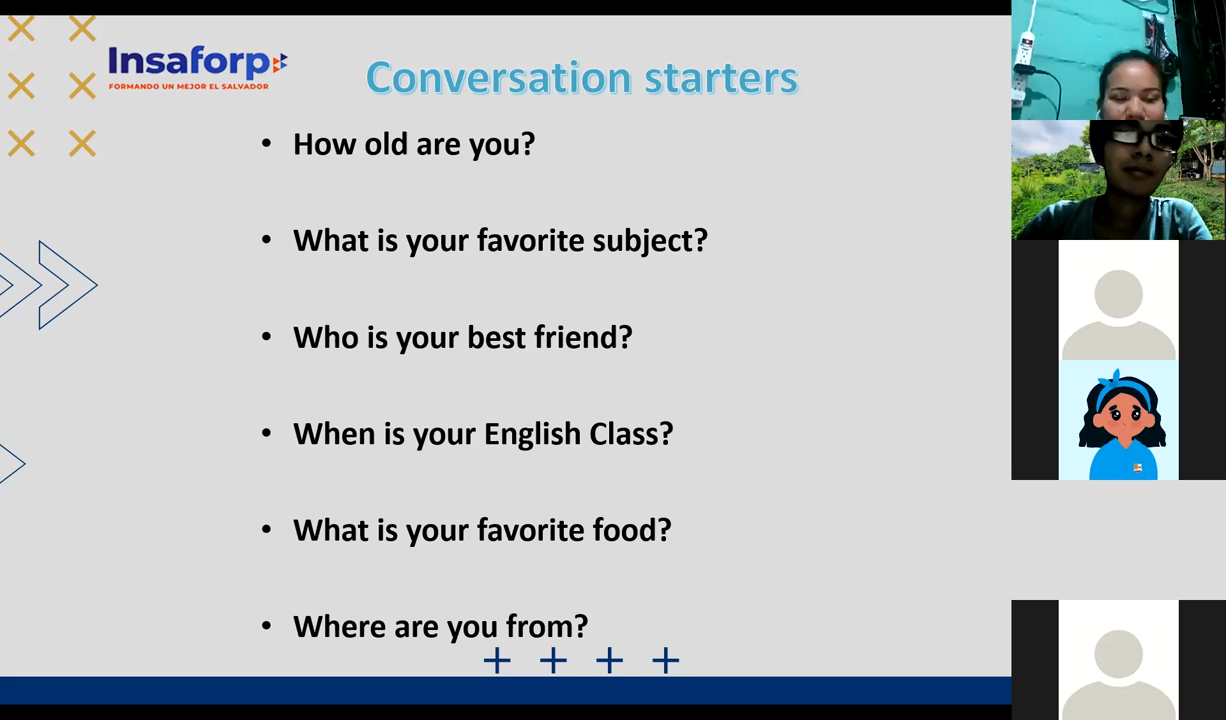 Insaforp
FORMANDO UN MEJOR EL SALVADOR
Conversation starters
• How old are you?
• What is your favorite subject?
• Who is your best friend?
• When is your English Class?
• What is your favorite food?
• Where are you from?